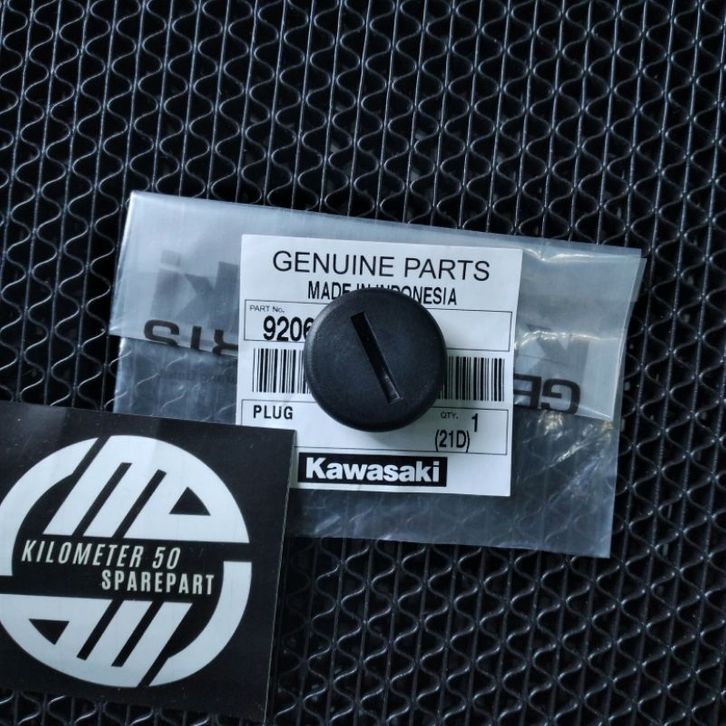 GENUINE PARTS
MADE IN INDONESIA
PART No.
9206
PLUG
QTY. 1
(21D)
Kawasaki
KILOMETER 50
SPAREPART